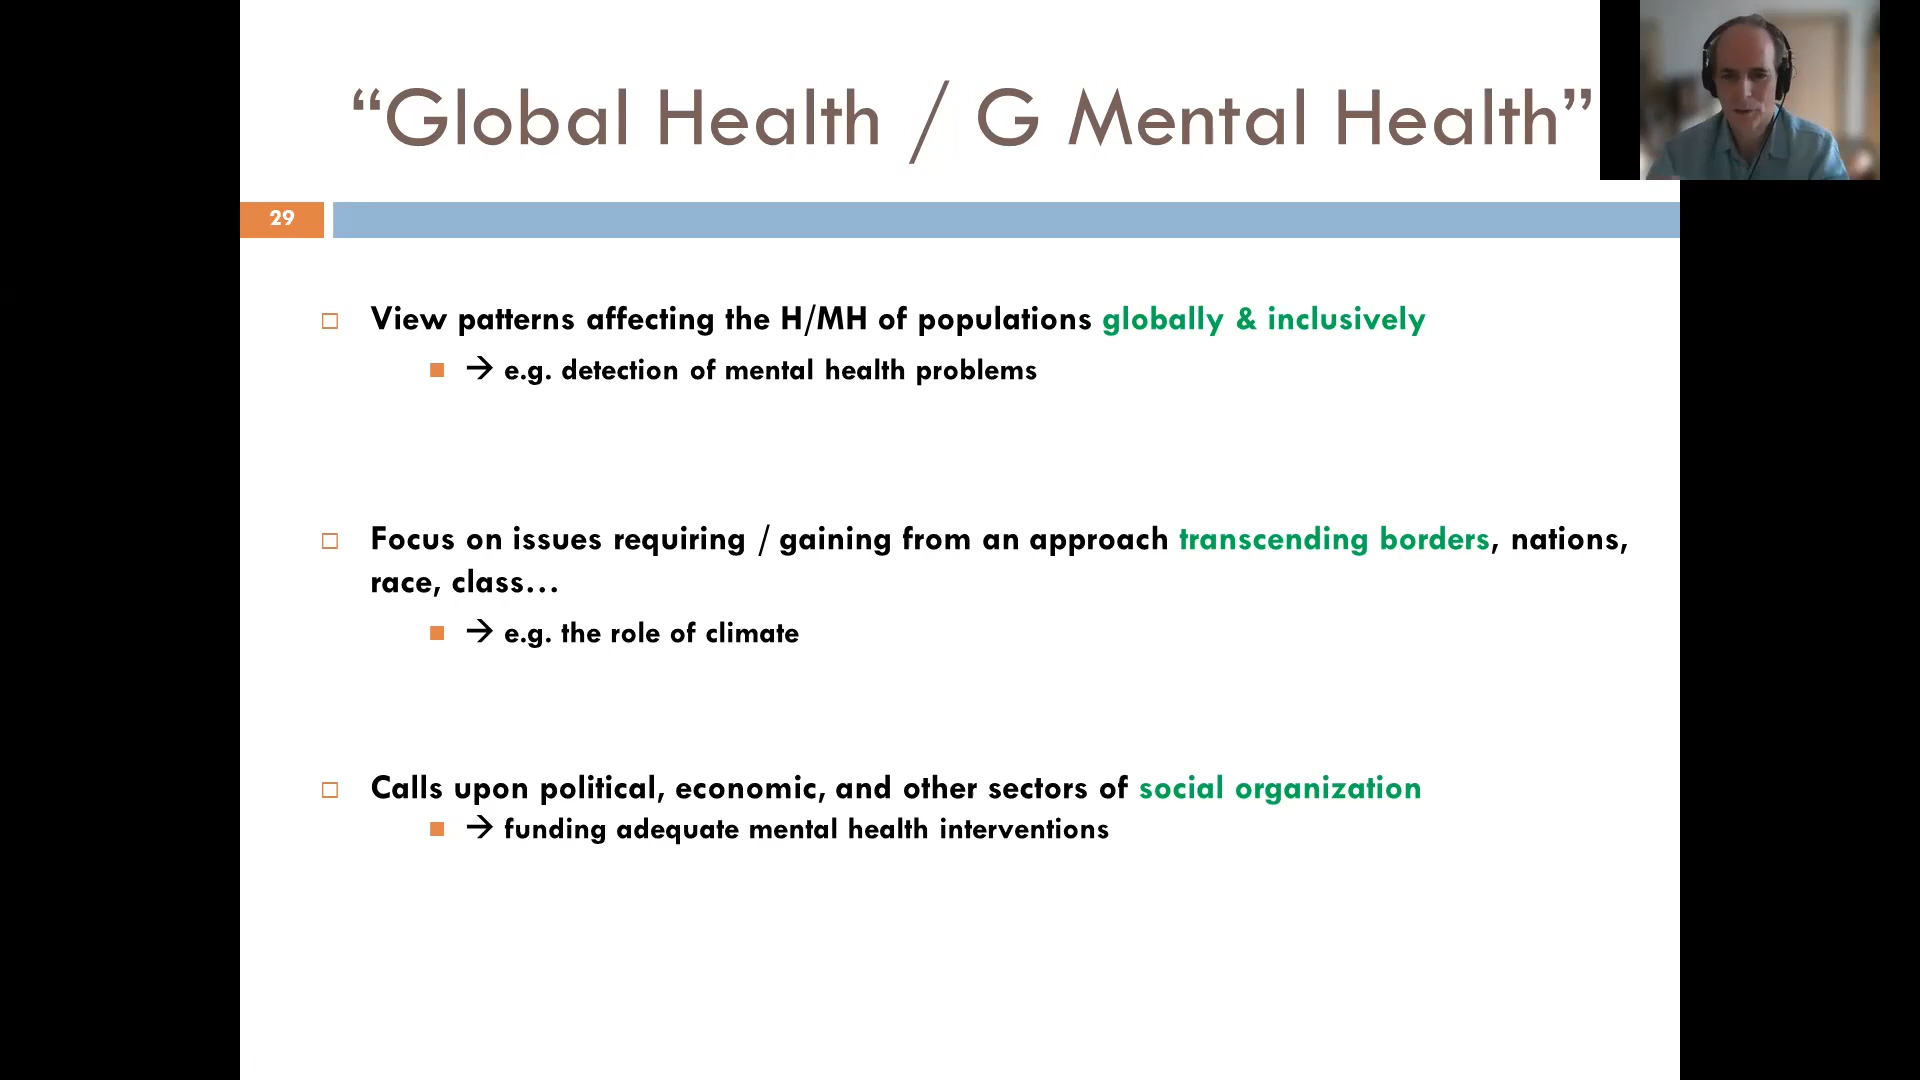 “Global Health / G Mental Health”
29
View patterns affecting the H/MH of populations globally & inclusively
→ e.g. detection of mental health problems
Focus on issues requiring / gaining from an approach transcending borders, nations,
race, class…
→ e.g. the role of climate
Calls upon political, economic, and other sectors of social organization
→ funding adequate mental health interventions